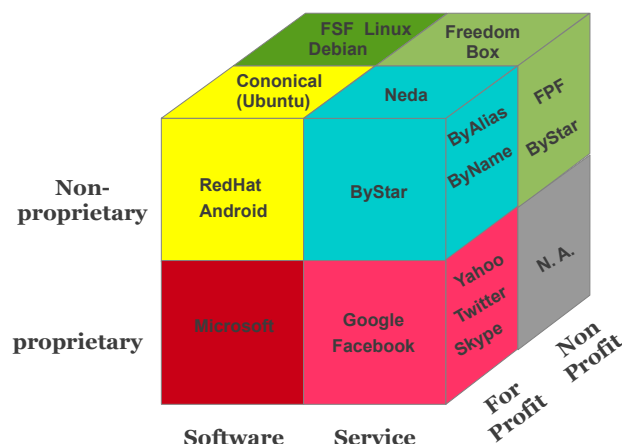 FSF Linux
Debian
Freedom
Box
Cononical
(Ubuntu)
Neda
FPF
ByStar
ByAlias
ByName
Non-
proprietary
RedHat
Android
ByStar
Yahoo
Twitter
Skype
N. A.
proprietary
Microsoft
Google
Facebook
For
Profit
Non
Profit
Software
Service